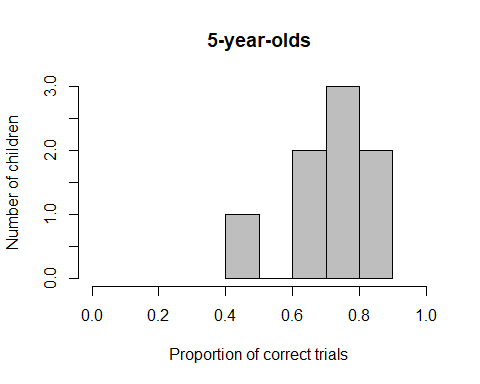 5-year-olds
Number of children
3.0
2.0
1.0
0.0
0.0 0.2 0.4 0.6 0.8 1.0
Proportion of correct trials